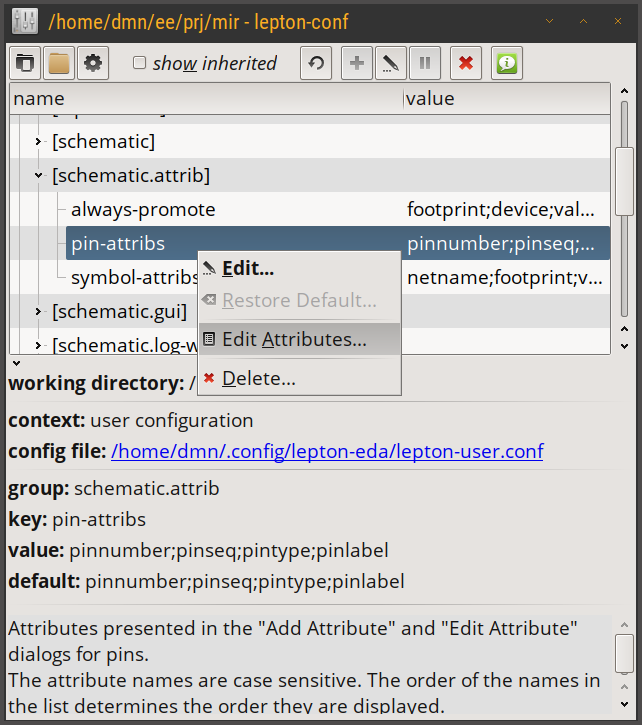 /home/dmn/ee/prj/mir - lepton-conf
show inherited
name value
[schematic]
[schematic.attrib]
always-promote footprint;device;val...
pin-attribs pinnumber;pinseq;...
symbol-attribs netname;footprint;v...
[schematic.gui]
[schematic.log-w
Edit...
Restore Default...
Edit Attributes...
Delete...
working directory: /
context: user configuration
config file: /home/dmn/.config/lepton-eda/lepton-user.conf
group: schematic.attrib
key: pin-attribs
value: pinnumber;pinseq;pintype;pinlabel
default: pinnumber;pinseq;pintype;pinlabel
Attributes presented in the "Add Attribute" and "Edit Attribute"
dialogs for pins.
The attribute names are case sensitive. The order of the names in
the list determines the order they are displayed.